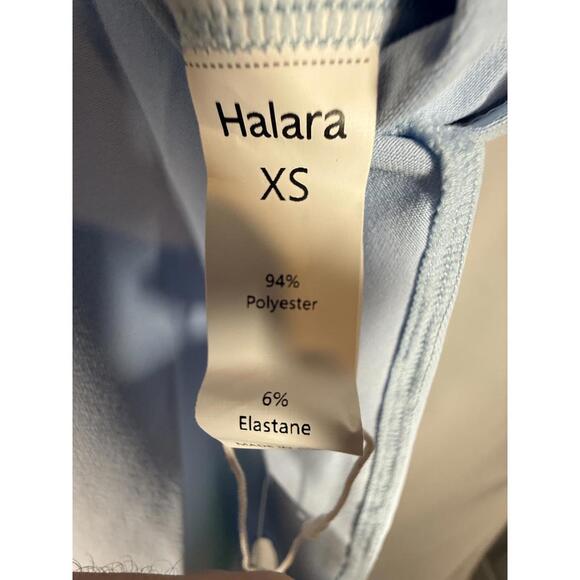 Halara
XS
94%
Polyester
6%
Elastane